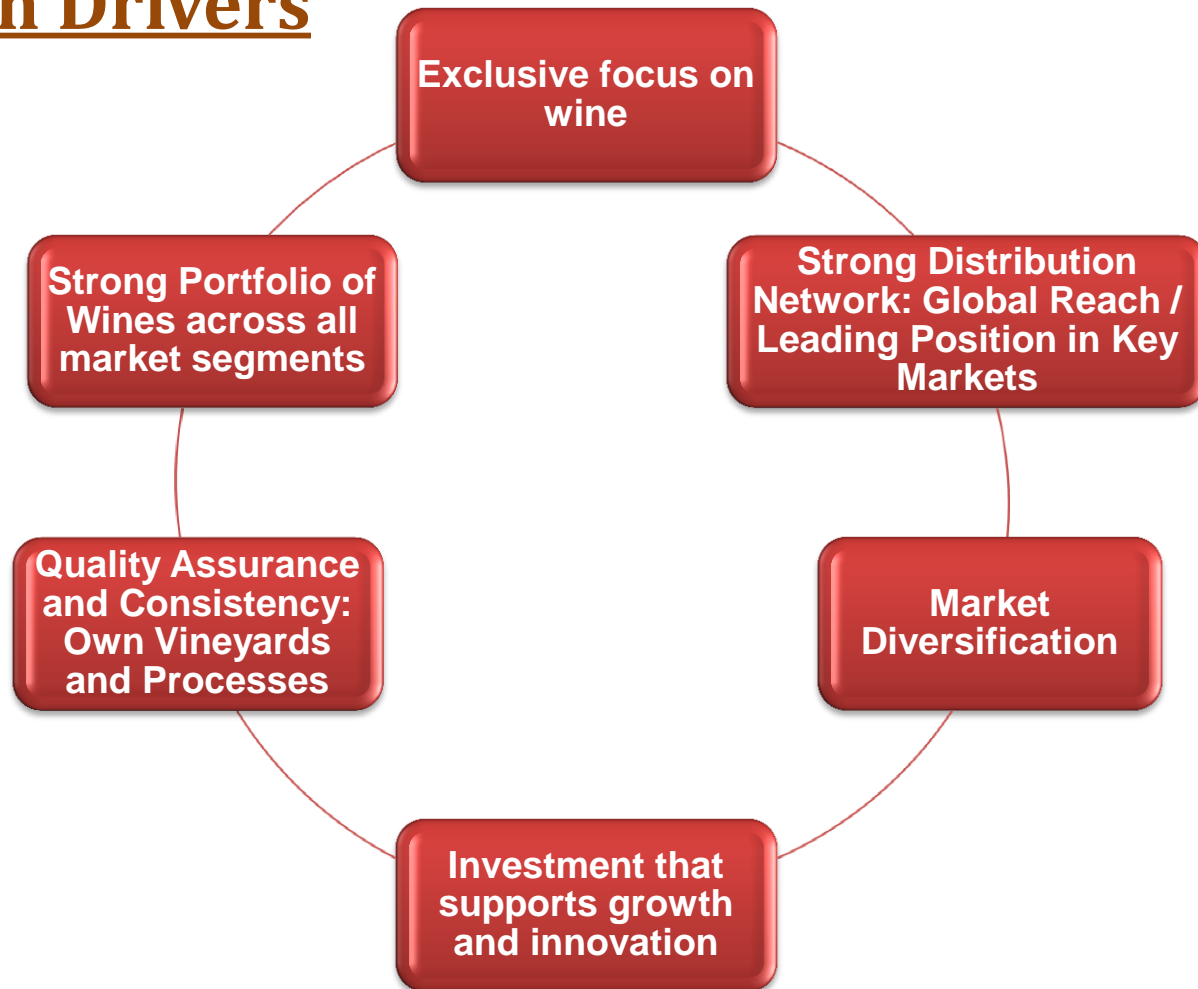 Drivers
Exclusive focus on
wine
Strong Distribution
Network: Global Reach /
Leading Position in Key
Markets
Market
Diversification
Investment that
supports growth
and innovation
Quality Assurance
and Consistency:
Own Vineyards
and Processes
Strong Portfolio of
Wines across all
market segments